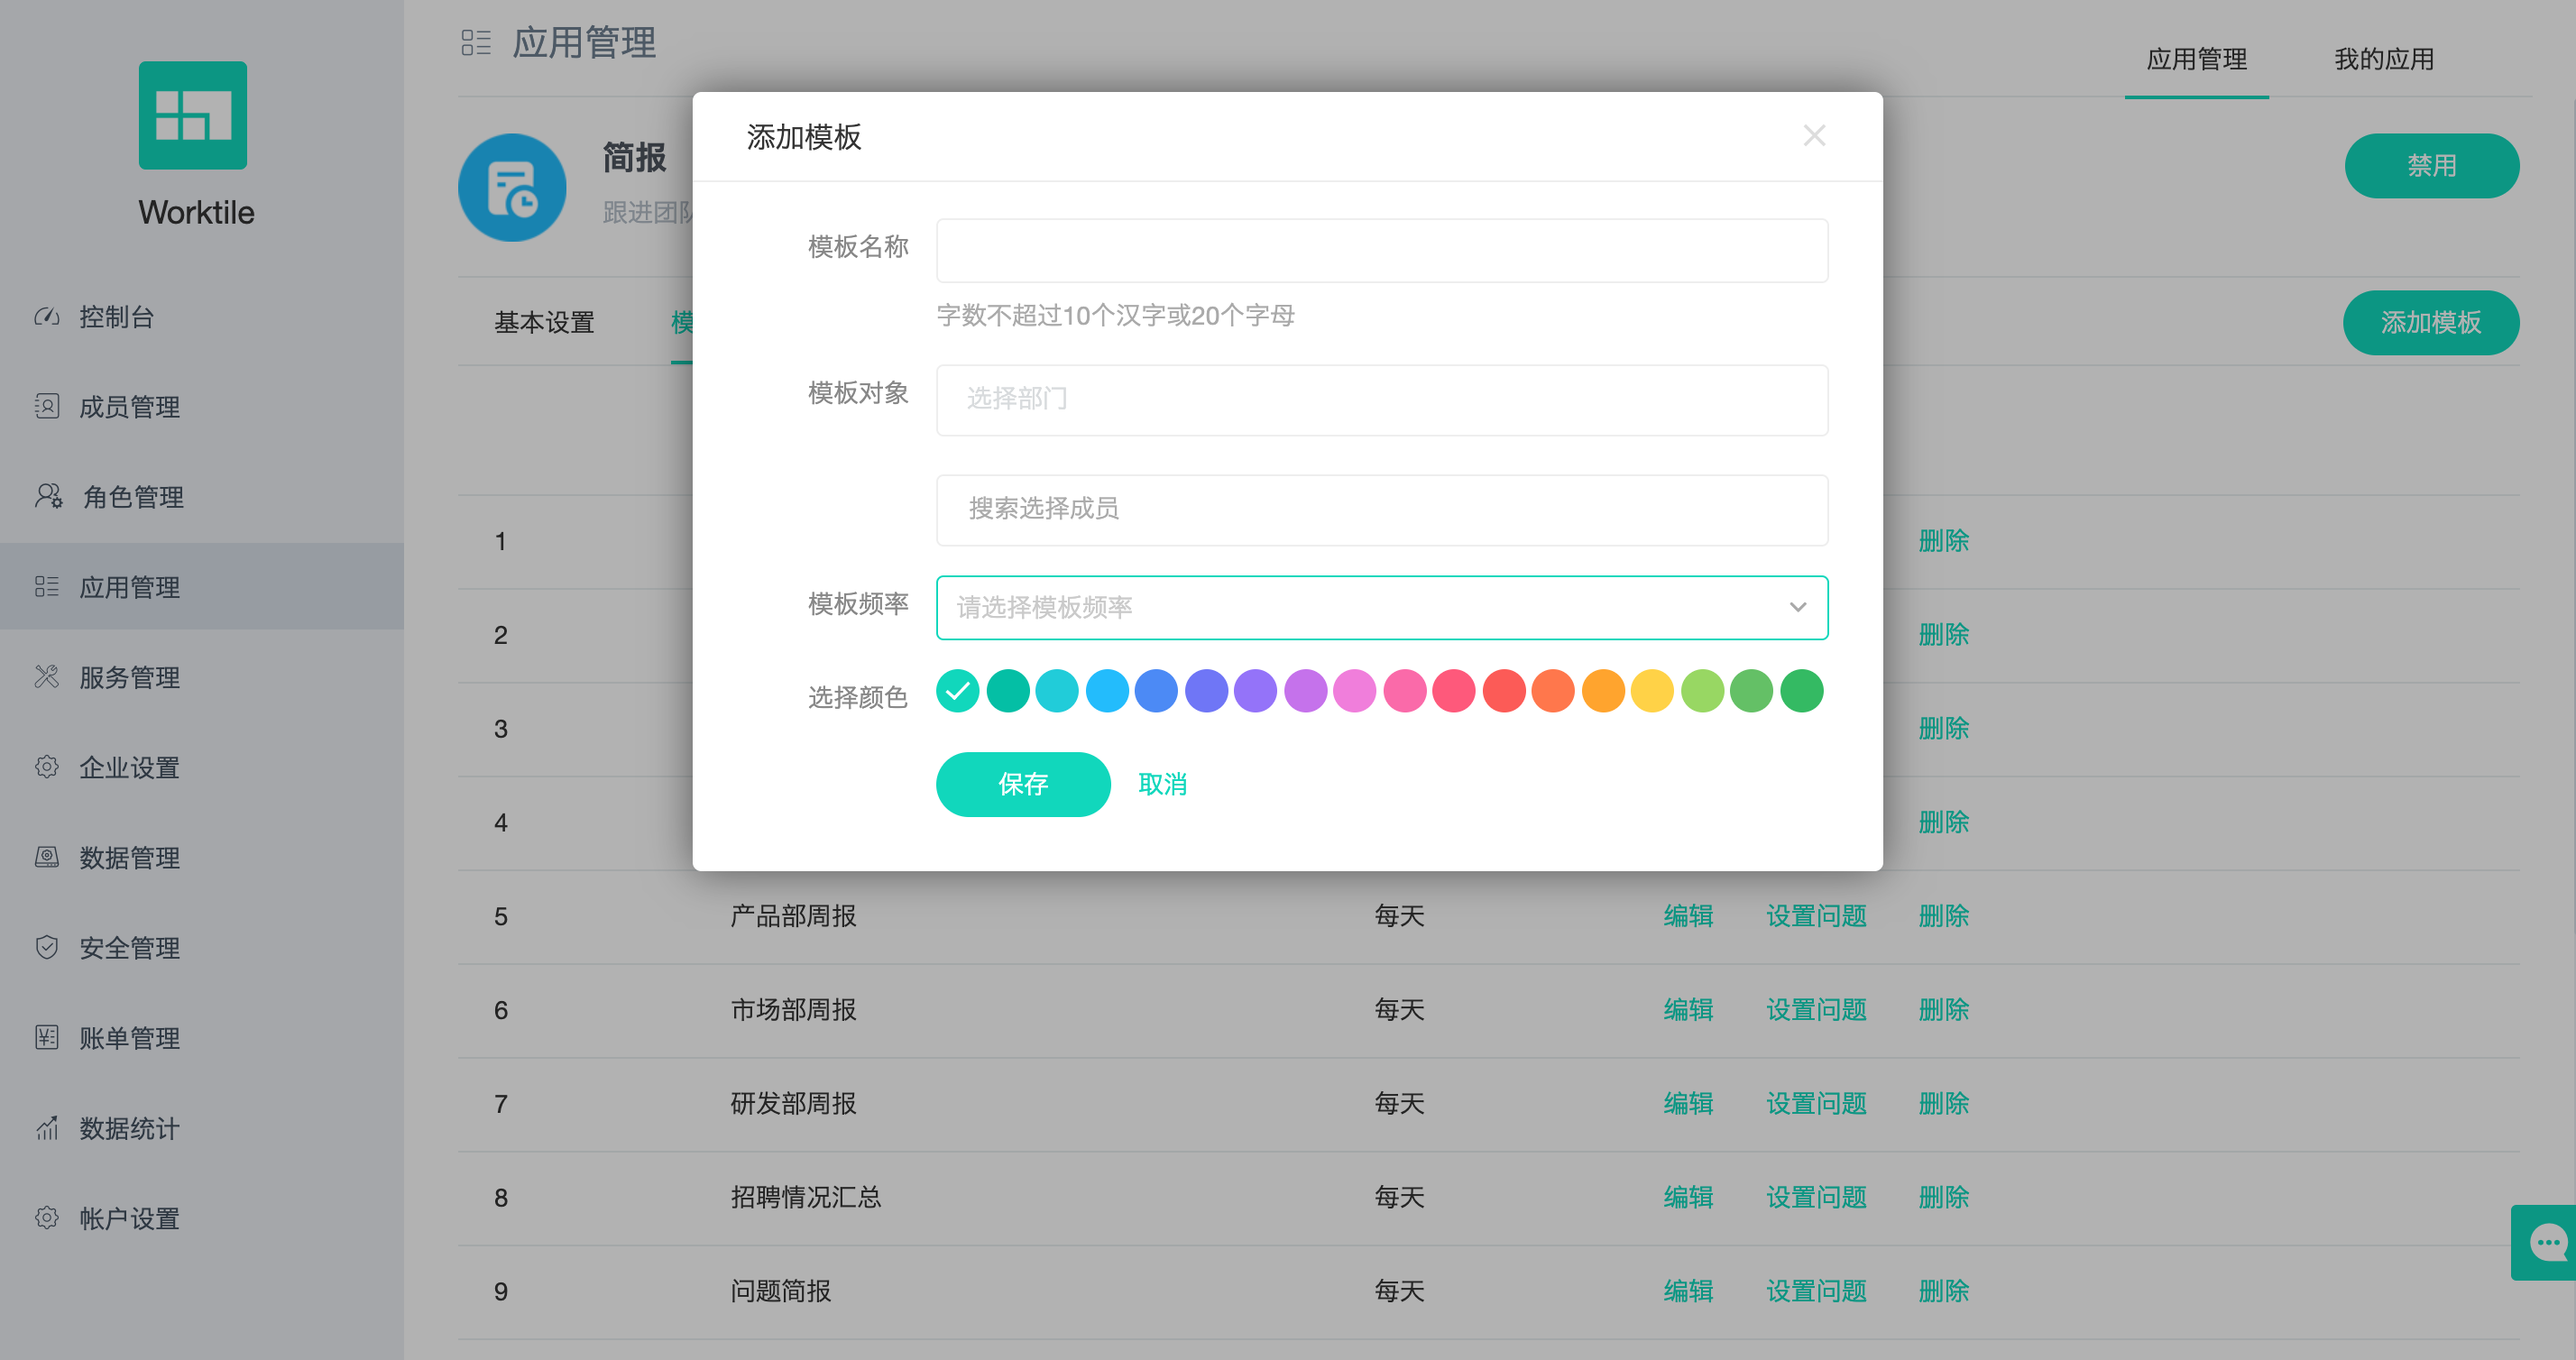 Worktile
控制台
成员管理
角色管理
应用管理
服务管理
企业设置
数据管理
安全管理
账单管理
数据统计
帐户设置
应用管理
应用管理 我的应用
简报
跟进团队
禁用
基本设置 模
添加模板
添加模板
模板名称
字数不超过10个汉字或20个字母
模板对象 选择部门
搜索选择成员
模板频率 请选择模板频率
选择颜色
保存 取消
1 删除
2 删除
3 删除
4 删除
5 产品部周报 每天 编辑 设置问题 删除
6 市场部周报 每天 编辑 设置问题 删除
7 研发部周报 每天 编辑 设置问题 删除
8 招聘情况汇总 每天 编辑 设置问题 删除
9 问题简报 每天 编辑 设置问题 删除